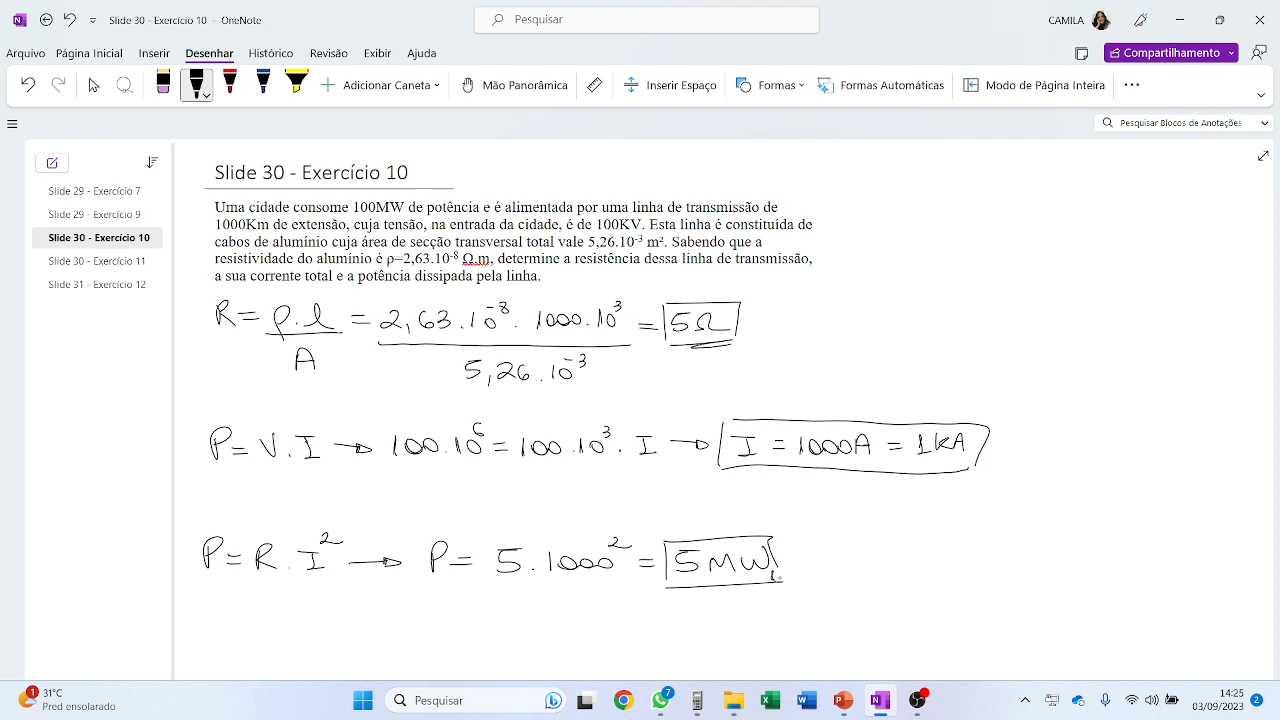 Slide 30 - Exercício 10 - OneNote
Pesquisar
CAMILA
Arquivo Página Inicial Inserir Desenhar Histórico Revisão Exibir Ajuda
Compartilhamento
Adicionar Caneta Mão Panorâmica Inserir Espaço Formas Formas Automáticas Modo de Página Inteira
Pesquisar Blocos de Anotações
Slide 29 - Exercício 7
Slide 29 - Exercício 9
Slide 30 - Exercício 10
Slide 30 - Exercício 11
Slide 31 - Exercício 12
Slide 30 - Exercício 10
Uma cidade consome 100MW de potência e é alimentada por uma linha de transmissão de
1000Km de extensão, cuja tensão, na entrada da cidade, é de 100KV. Esta linha é constituída de
cabos de alumínio cuja área de secção transversal total vale 5,26.10⁻³ m². Sabendo que a
resistividade do alumínio é ρ=2,63.10⁻⁸ Ω.m, determine a resistência dessa linha de transmissão,
a sua corrente total e a potência dissipada pela linha.
R = ρ.l = 2,63.10⁻⁸ . 1000.10³ = 5Ω
A 5,26.10⁻³
P = V.I → 100.10⁶ = 100.10³ . I → I = 1000A = 1KA
P = R.I² → P = 5.1000² = 5MW
1
31°C
Pred ensolarado
Pesquisar
7
14:25
03/09/2023
2